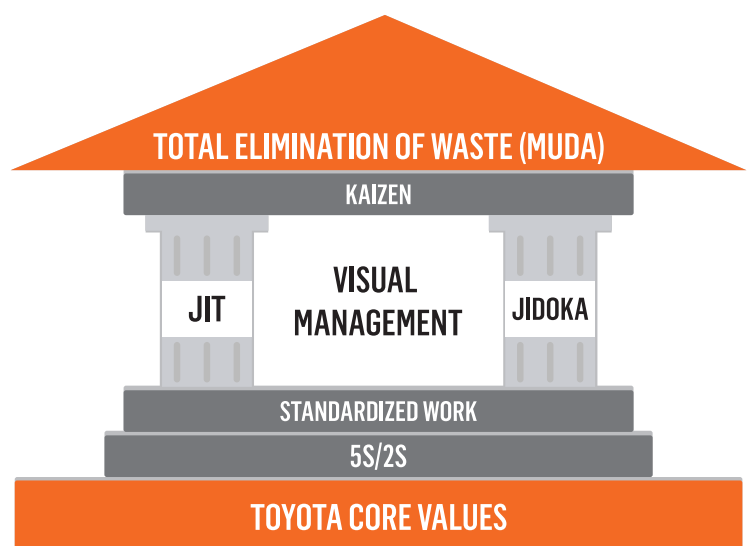 TOTAL ELIMINATION OF WASTE (MUDA)
KAIZEN
JIT
VISUAL
MANAGEMENT
JIDOKA
STANDARDIZED WORK
5S/2S
TOYOTA CORE VALUES